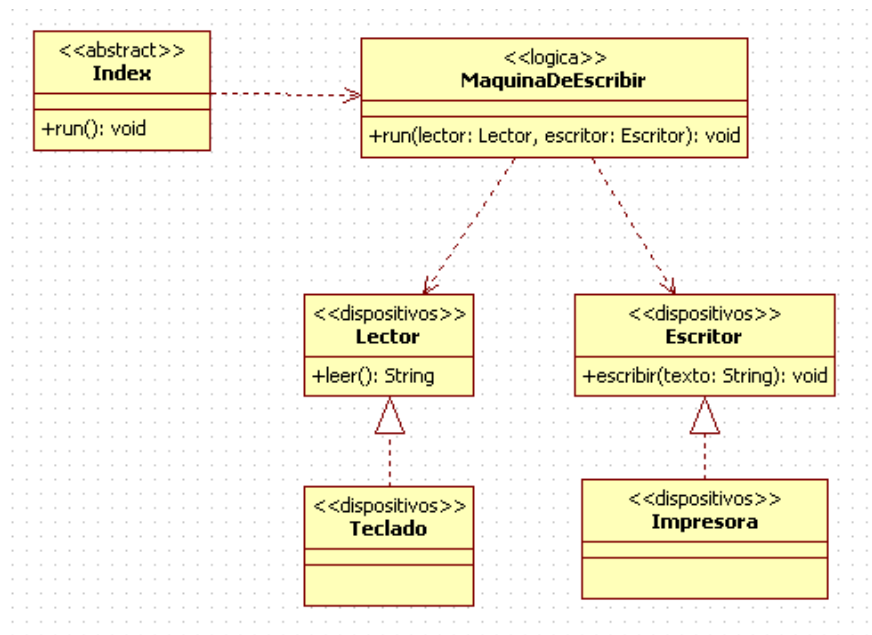 <<abstract>>
Index
+run(): void
<<logica>>
MaquinaDeEscribir
+run(lector: Lector, escritor: Escritor): void
<<dispositivos>>
Lector
+leer(): String
<<dispositivos>>
Escritor
+escribir(texto: String): void
<<dispositivos>>
Teclado
<<dispositivos>>
Impresora